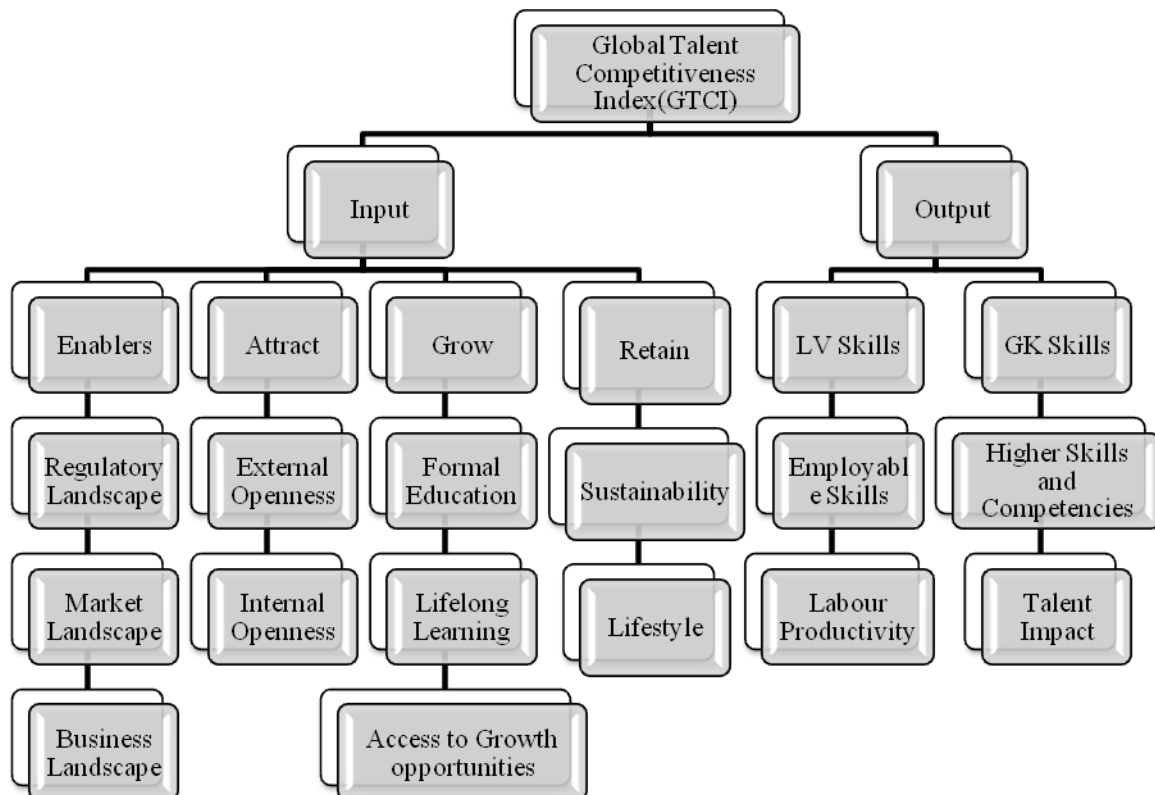 Global Talent
Competitiveness
Index(GTCI)
Input
Output
Enablers
Attract
Grow
Retain
LV Skills
GK Skills
Regulatory
Landscape
External
Openness
Formal
Education
Sustainability
Employabl
e Skills
Higher Skills
and
Competencies
Market
Landscape
Internal
Openness
Lifelong
Learning
Lifestyle
Labour
Productivity
Talent
Impact
Business
Landscape
Access to Growth
opportunities